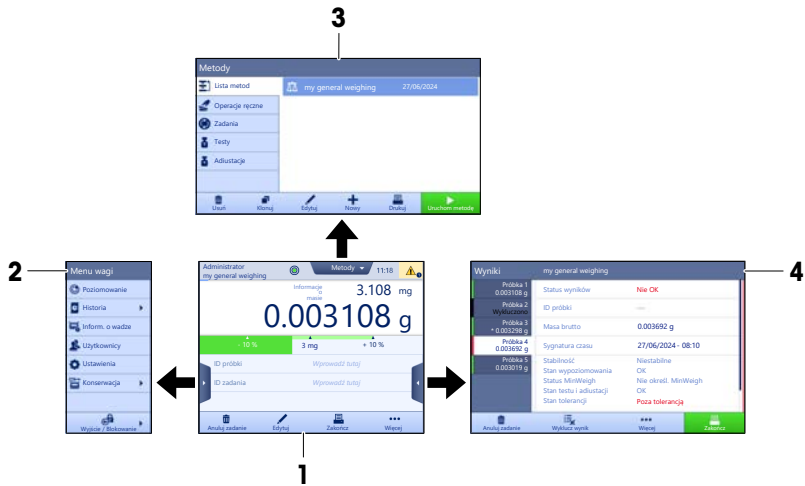 3
Metody
Lista metod
my general weighing 27/06/2024
Operacje ręczne
Zadania
Testy
Adiustacje
Usuń Klonuj Edytuj Nowy Drukuj Uruchom metodę
2
Menu wagi
Poziomowanie
Historia
Inform. o wadze
Użytkownicy
Ustawienia
Konserwacja
Wyjście / Blokowanie
Administrator
my general weighing
Metody 11:18
Informacje
o
masie
3.108 mg
0.003108 g
- 10 % 3 mg + 10 %
ID próbki Wprowadź tutaj
ID zadania Wprowadź tutaj
Anuluj zadanie Edytuj Zakończ Więcej
1
4
Wyniki my general weighing
Próbka 1
0.003108 g
Próbka 2
Wykluczono
Próbka 3
* 0.003298 g
Próbka 4
0.003692 g
Próbka 5
0.003019 g
Status wyników Nie OK
ID próbki ---
Masa brutto 0.003692 g
Sygnatura czasu 27/06/2024 - 08:10
Stabilność Niestabilne
Stan wypoziomowania OK
Status MinWeigh Nie określ. MinWeigh
Stan testu i adiustacji OK
Stan tolerancji Poza tolerancją
Anuluj zadanie Wyklucz wynik Więcej Zakończ